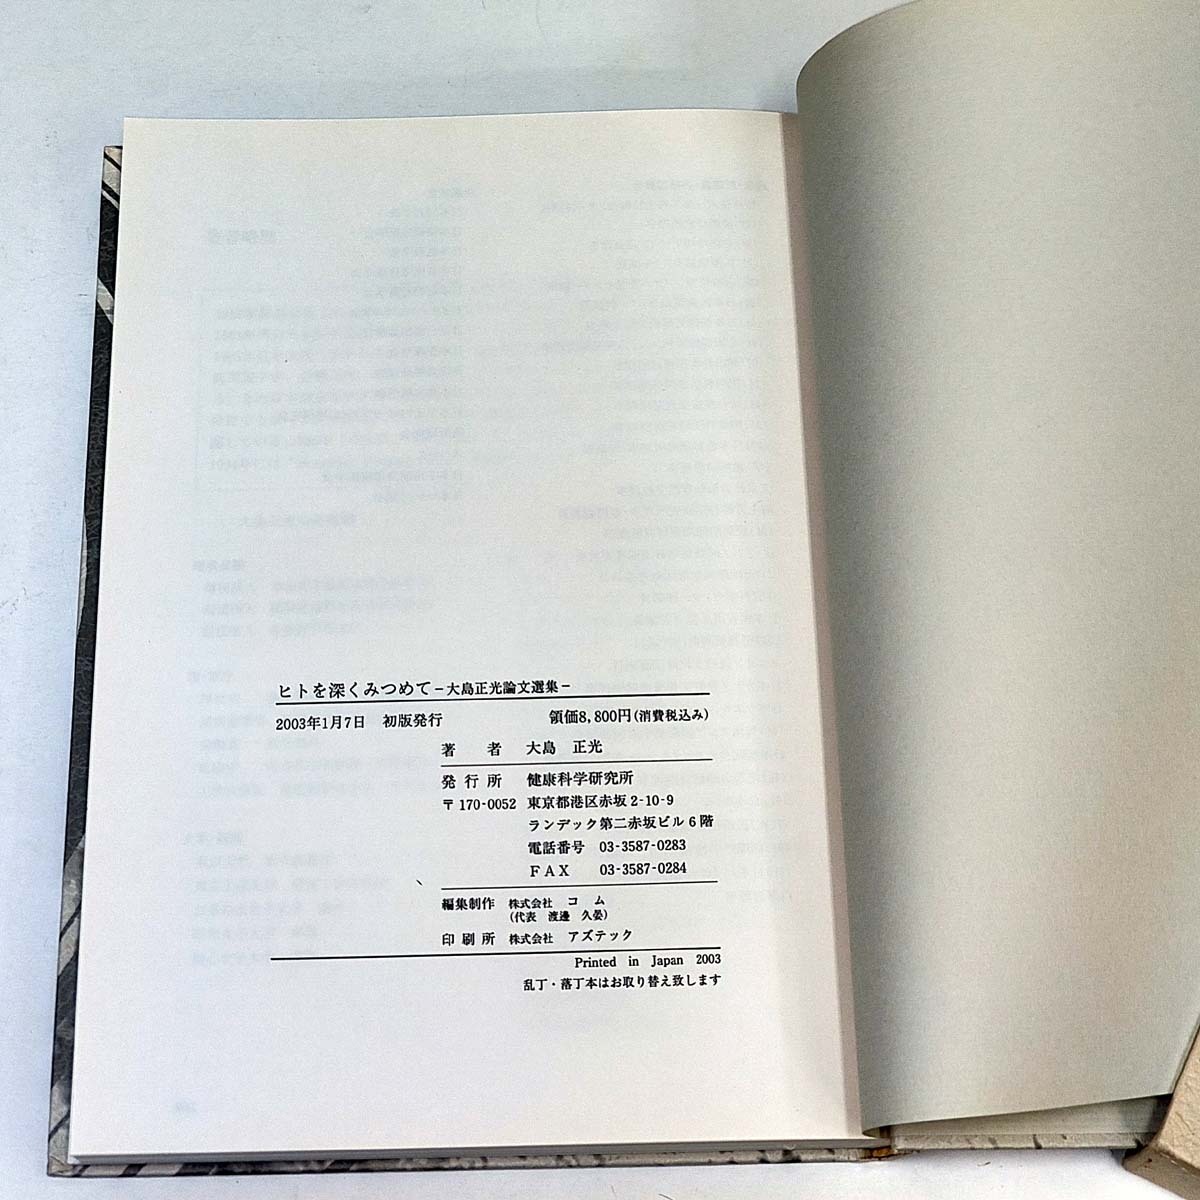 ヒトを深くみつめて－大島正光論文選集－
2003年1月7日　初版発行　領価8,800円(消費税込み)
著　者　大島　正光
発行所　健康科学研究所
〒170-0052　東京都港区赤坂2-10-9
ランデック第二赤坂ビル6階
電話番号　03-3587-0283
FAX　03-3587-0284
編集制作　株式会社　コム
(代表　渡邊　久晏)
印刷所　株式会社　アズテック
Printed in Japan 2003
乱丁・落丁本はお取り替え致します